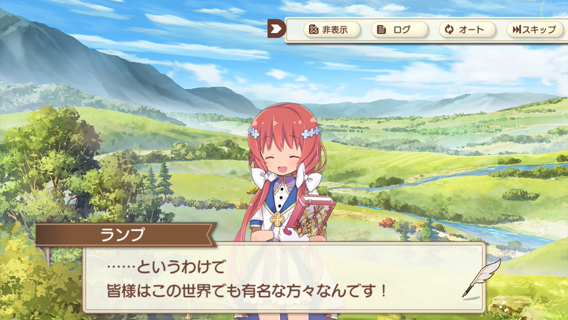 非表示
ログ
オート
スキップ
ランプ
……というわけで
皆様はこの世界でも有名な方々なんです！